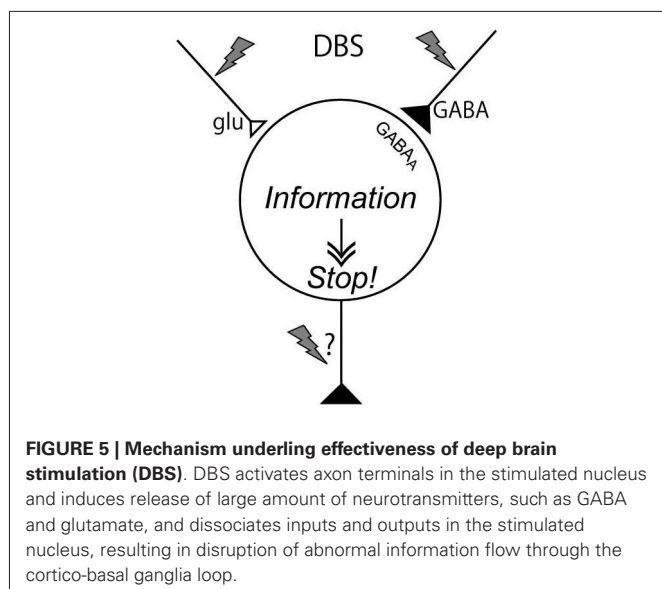 DBS
glu
GABA
GABAA
Information
Stop!
?
FIGURE 5 | Mechanism underling effectiveness of deep brain
stimulation (DBS). DBS activates axon terminals in the stimulated nucleus
and induces release of large amount of neurotransmitters, such as GABA
and glutamate, and dissociates inputs and outputs in the stimulated
nucleus, resulting in disruption of abnormal information flow through the
cortico-basal ganglia loop.